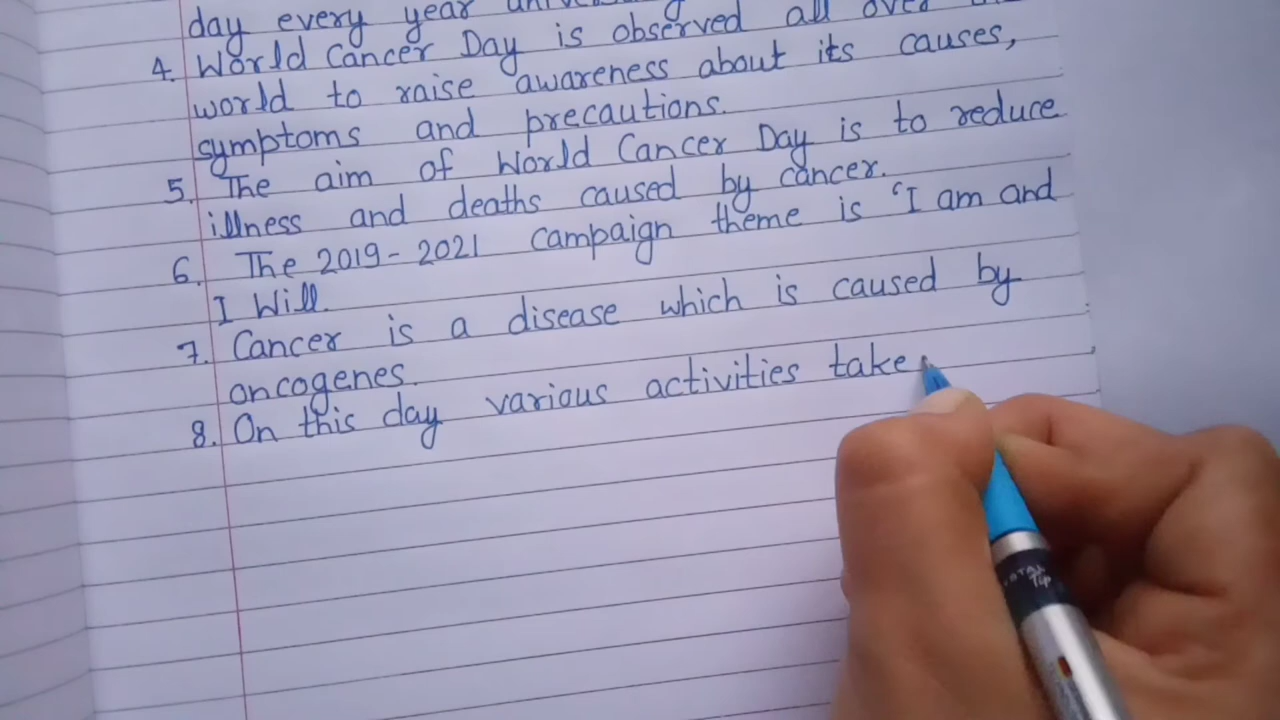 day every year
4. World Cancer Day is observed all over
world to raise awareness about its causes,
symptoms and precautions.
5. The aim of World Cancer Day is to reduce
illness and deaths caused by cancer.
6. The 2019-2021 campaign theme is ‘I am and
I Will.
7. Cancer is a disease which is caused by
oncogenes.
8. On this day various activities take
Tip